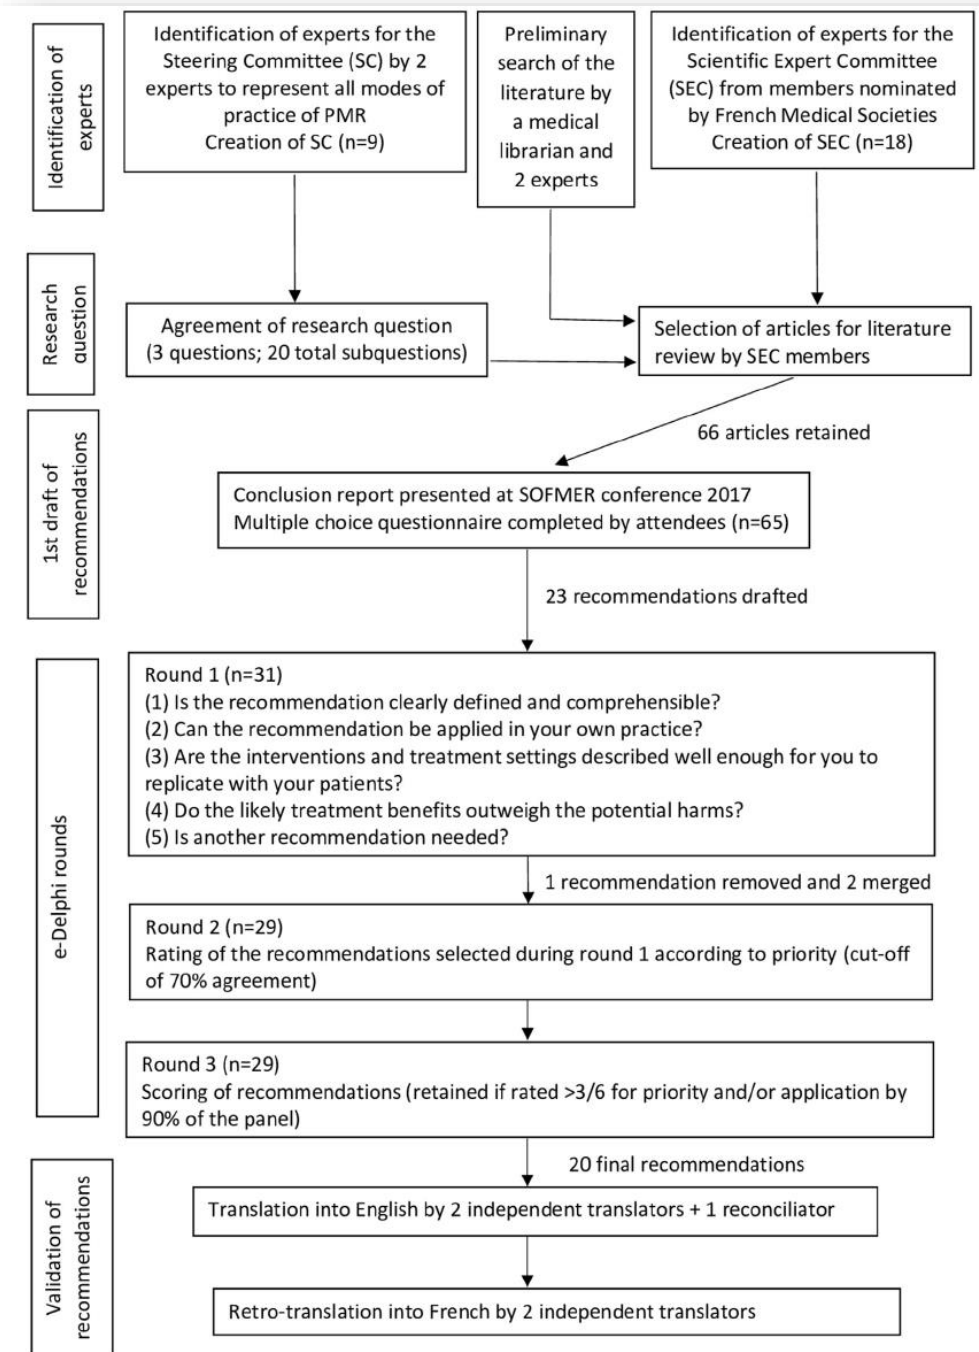 Identification of
experts
Identification of experts for the
Steering Committee (SC) by 2
experts to represent all modes of
practice of PMR
Creation of SC (n=9)
Preliminary
search of the
literature by
a medical
librarian and
2 experts
Identification of experts for the
Scientific Expert Committee
(SEC) from members nominated
by French Medical Societies
Creation of SEC (n=18)
Research
question
Agreement of research question
(3 questions; 20 total subquestions)
Selection of articles for literature
review by SEC members
66 articles retained
1st draft of
recommendations
Conclusion report presented at SOFMER conference 2017
Multiple choice questionnaire completed by attendees (n=65)
23 recommendations drafted
e-Delphi rounds
Round 1 (n=31)
(1) Is the recommendation clearly defined and comprehensible?
(2) Can the recommendation be applied in your own practice?
(3) Are the interventions and treatment settings described well enough for you to
replicate with your patients?
(4) Do the likely treatment benefits outweigh the potential harms?
(5) Is another recommendation needed?
1 recommendation removed and 2 merged
Round 2 (n=29)
Rating of the recommendations selected during round 1 according to priority (cut-off
of 70% agreement)
Round 3 (n=29)
Scoring of recommendations (retained if rated >3/6 for priority and/or application by
90% of the panel)
20 final recommendations
Validation of
recommendations
Translation into English by 2 independent translators + 1 reconciliator
Retro-translation into French by 2 independent translators